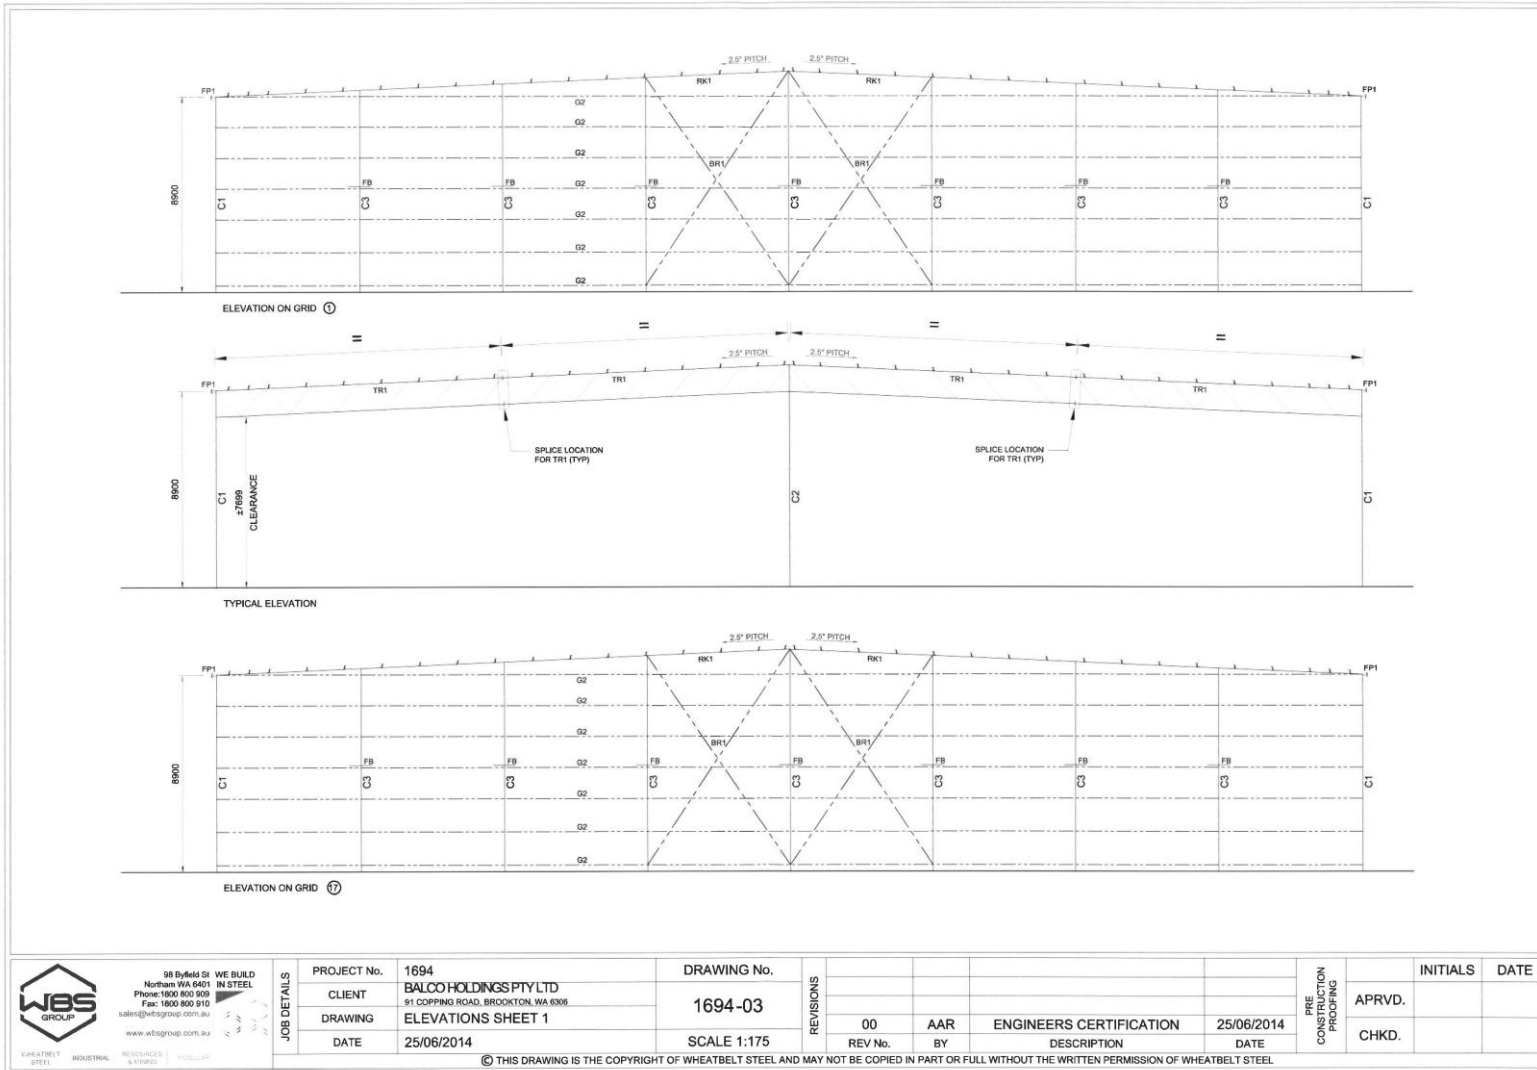 2.5° PITCH 2.5° PITCH
FP1 RK1 RK1 FP1
G2
G2
G2
BR1 BR1
G2
FB FB FB FB FB FB FB
8900 C1 C3 C3 C3 C3 C3 C3 C3 C1
G2
G2
G2
ELEVATION ON GRID 1
= = = =
2.5° PITCH 2.5° PITCH
FP1 TR1 TR1 TR1 TR1 FP1
SPLICE LOCATION
FOR TR1 (TYP)
SPLICE LOCATION
FOR TR1 (TYP)
8900 C1 C2 C1
±7699
CLEARANCE
TYPICAL ELEVATION
2.5° PITCH 2.5° PITCH
FP1 RK1 RK1 FP1
G2
G2
G2
BR1 BR1
G2
FB FB FB FB FB FB FB
8900 C1 C3 C3 C3 C3 C3 C3 C3 C1
G2
G2
G2
ELEVATION ON GRID 17
WBS
GROUP
98 Byfield St
Northam WA 6401
Phone:1800 800 909
Fax: 1800 800 910
sales@wbsgroup.com.au
www.wbsgroup.com.au
WE BUILD
IN STEEL
WHEATBELT
STEEL
INDUSTRIAL
RESOURCES
& MINING
MODULAR
JOB DETAILS
PROJECT No. 1694
CLIENT BALCO HOLDINGS PTY LTD
91 COPPING ROAD, BROOKTON, WA 6306
DRAWING ELEVATIONS SHEET 1
DATE 25/06/2014
DRAWING No.
1694-03
SCALE 1:175
REVISIONS
00 AAR ENGINEERS CERTIFICATION 25/06/2014
REV No. BY DESCRIPTION DATE
PRE
CONSTRUCTION
PROOFING
INITIALS DATE
APRVD.
CHKD.
© THIS DRAWING IS THE COPYRIGHT OF WHEATBELT STEEL AND MAY NOT BE COPIED IN PART OR FULL WITHOUT THE WRITTEN PERMISSION OF WHEATBELT STEEL